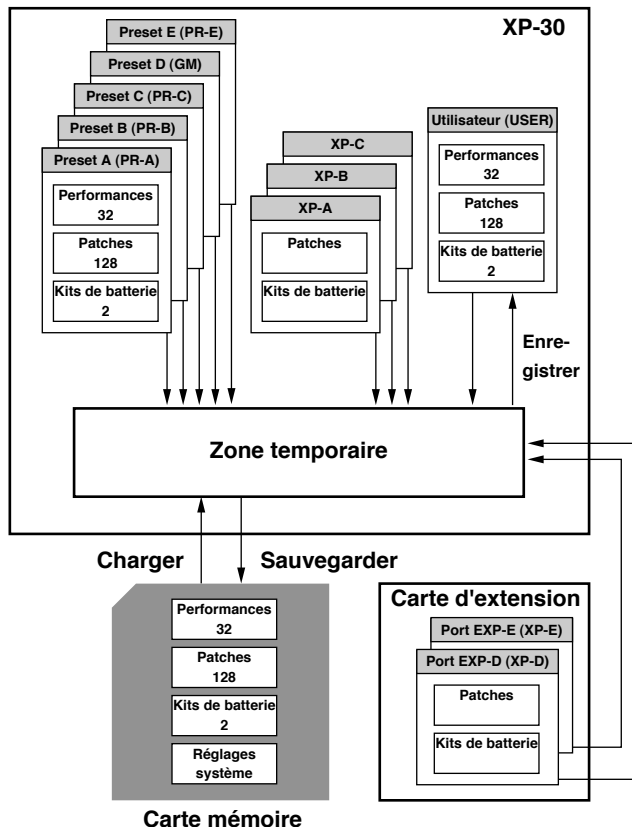 XP-30
Preset E (PR-E)
Preset D (GM)
Preset C (PR-C)
Preset B (PR-B)
Preset A (PR-A)
Performances
32
Patches
128
Kits de batterie
2
XP-C
XP-B
XP-A
Patches
Kits de batterie
Utilisateur (USER)
Performances
32
Patches
128
Kits de batterie
2
Enre-
gistrer
Zone temporaire
Charger
Sauvegarder
Performances
32
Patches
128
Kits de batterie
2
Réglages
système
Carte mémoire
Carte d'extension
Port EXP-E (XP-E)
Port EXP-D (XP-D)
Patches
Kits de batterie